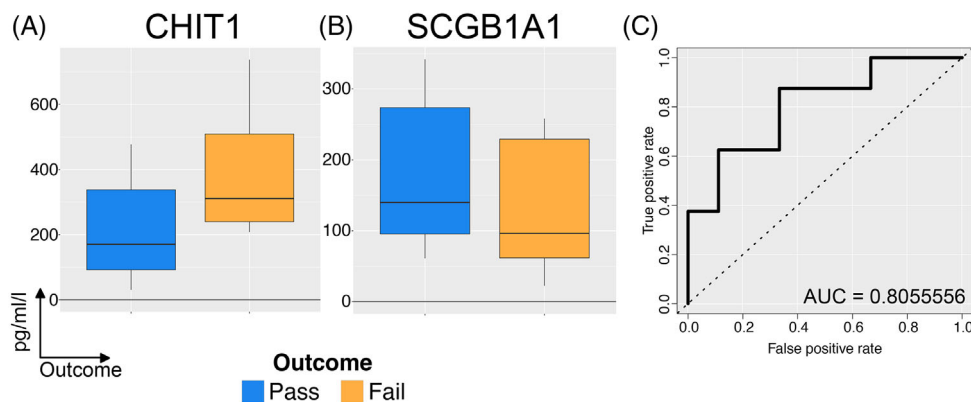 (A) CHIT1
600
400
200
0
pg/ml/l
Outcome
(B) SCGB1A1
300
200
100
0
Outcome
Pass Fail
(C)
True positive rate
1.0
0.8
0.6
0.4
0.2
0.0
AUC = 0.8055556
0.0 0.2 0.4 0.6 0.8 1.0
False positive rate